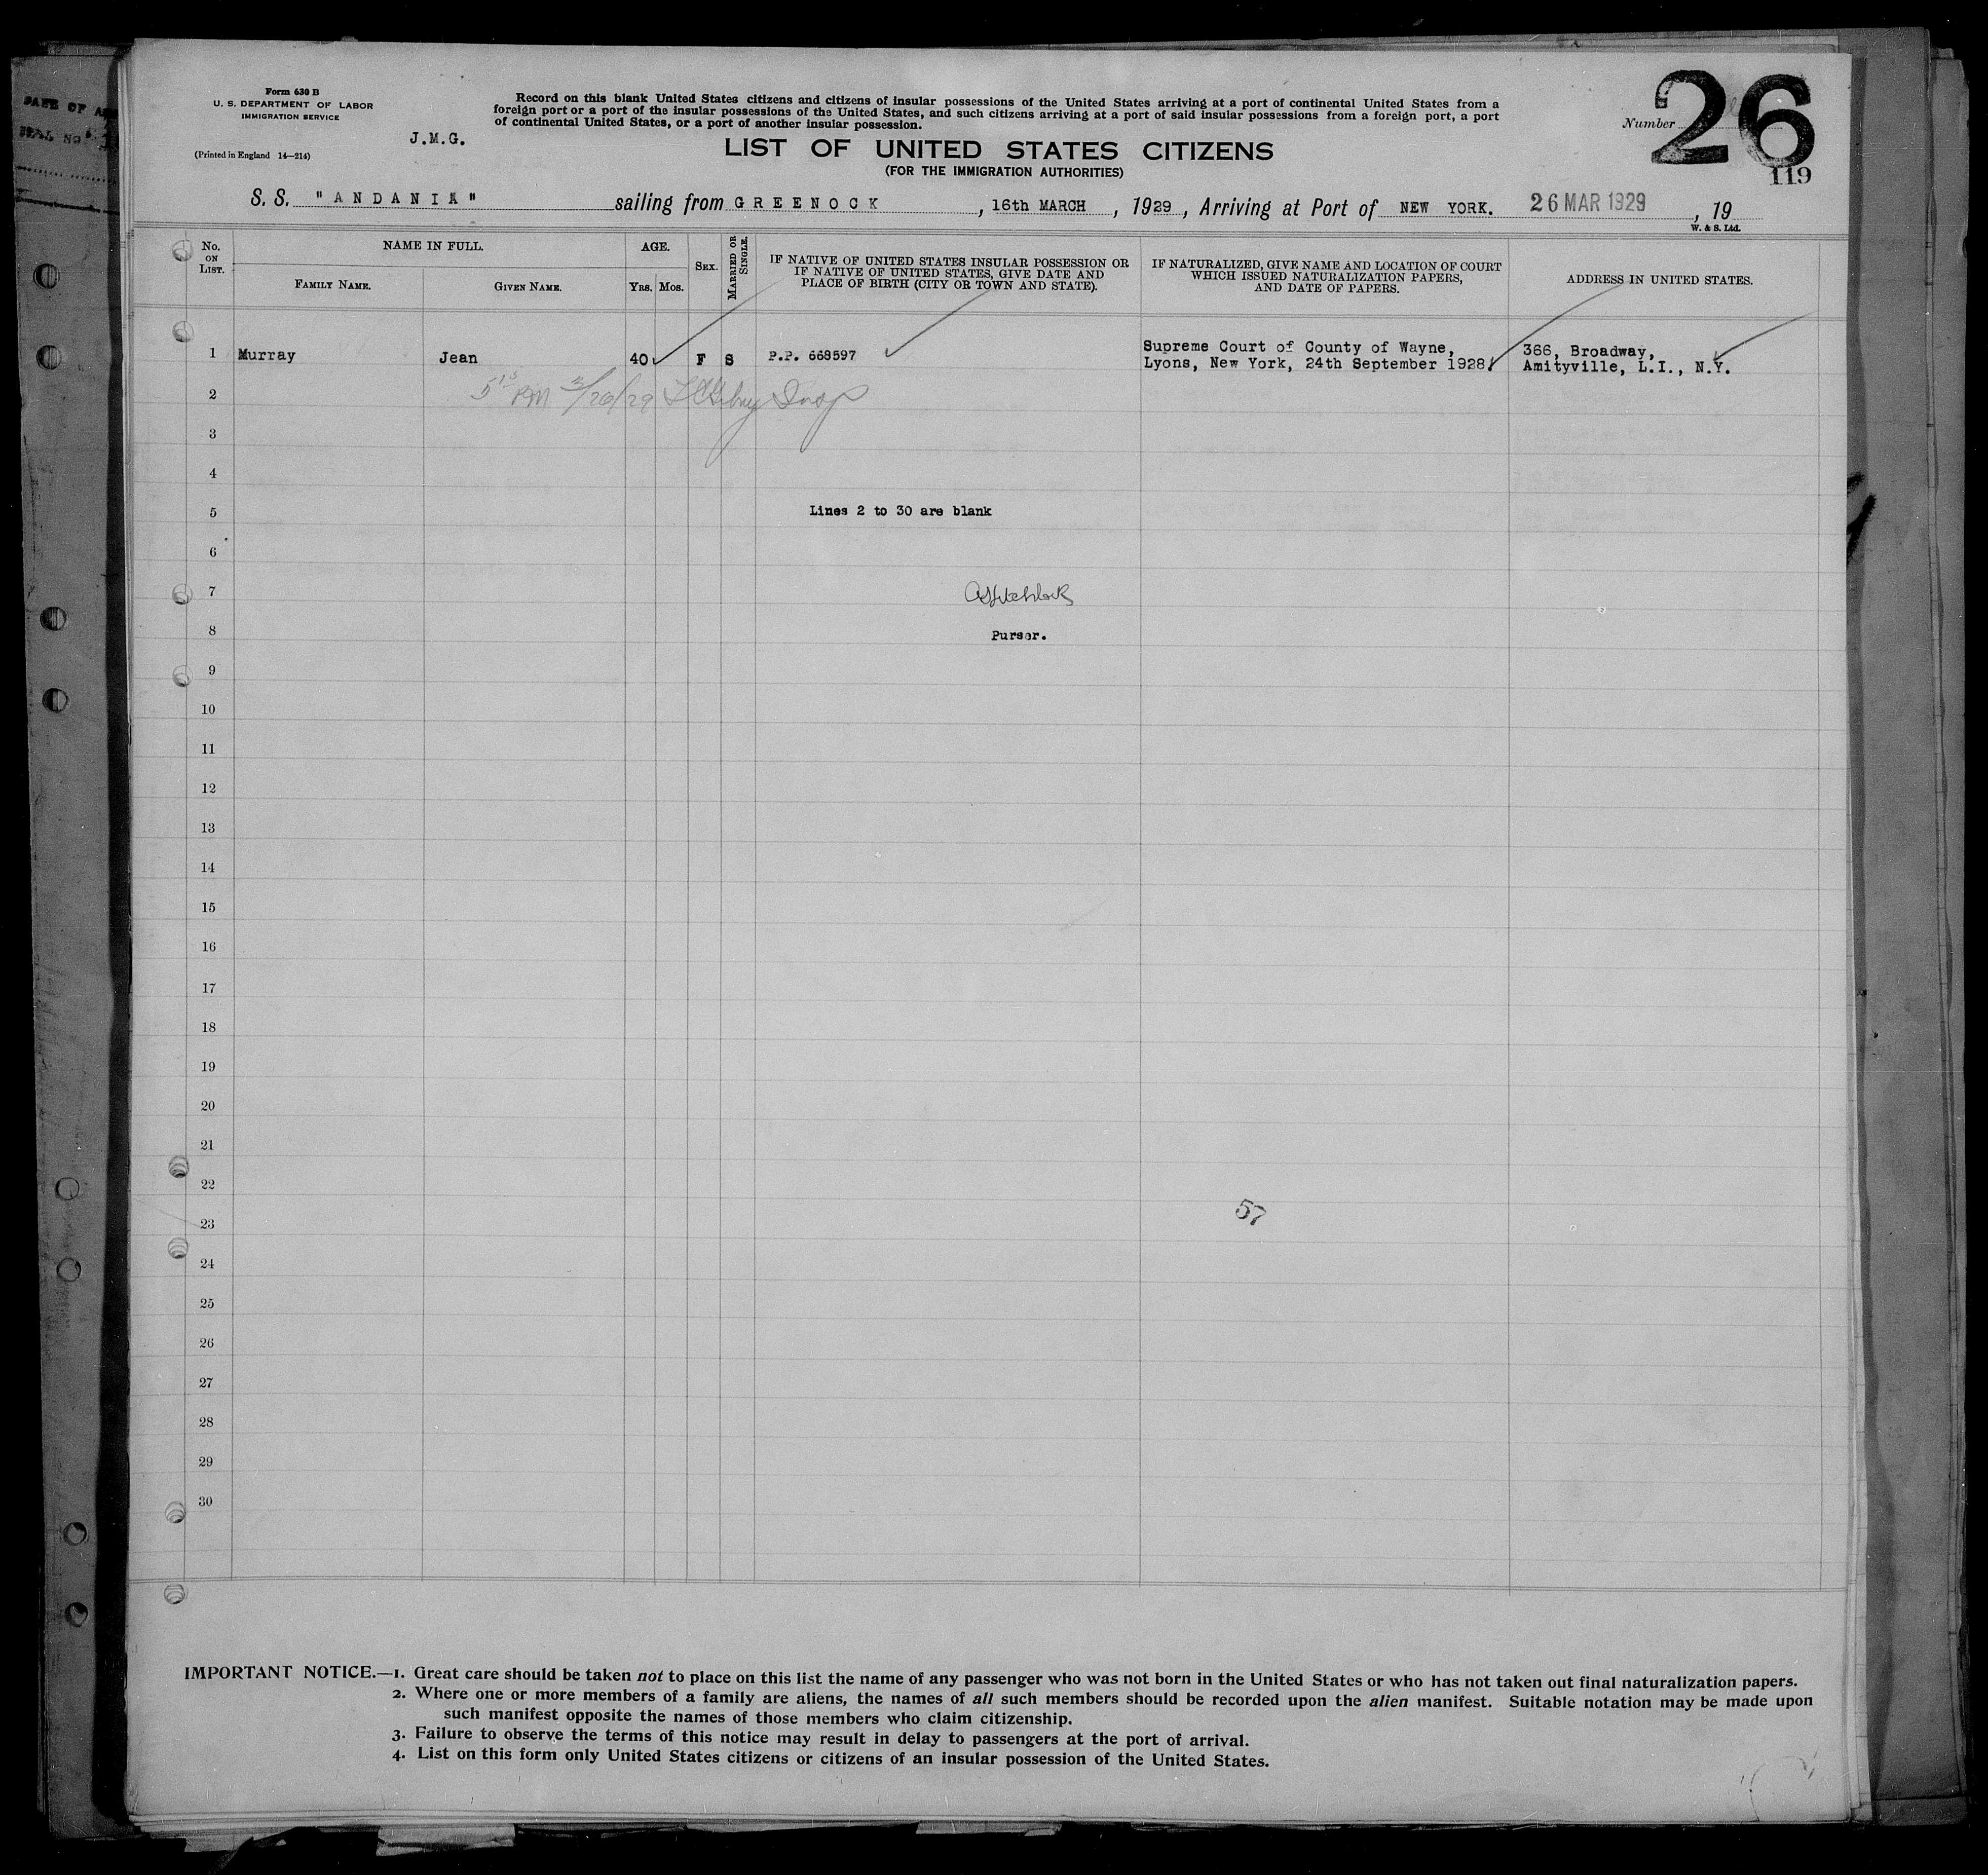 Form 630 B
U. S. DEPARTMENT OF LABOR
IMMIGRATION SERVICE
(Printed in England 14—214)
J.M.G.
Record on this blank United States citizens and citizens of insular possessions of the United States arriving at a port of continental United States from a
foreign port or a port of the insular possessions of the United States, and such citizens arriving at a port of said insular possessions from a foreign port, a port
of continental United States, or a port of another insular possession.
LIST OF UNITED STATES CITIZENS
(FOR THE IMMIGRATION AUTHORITIES)
Number 26
119
S. S. "ANDANIA" sailing from GREENOCK, 16th MARCH, 1929, Arriving at Port of NEW YORK. 26 MAR 1929, 19
W. & S. Ltd.
No. ON LIST. NAME IN FULL. AGE. SEX. MARRIED OR SINGLE. IF NATIVE OF UNITED STATES INSULAR POSSESSION OR IF NATIVE OF UNITED STATES, GIVE DATE AND PLACE OF BIRTH (CITY OR TOWN AND STATE). IF NATURALIZED, GIVE NAME AND LOCATION OF COURT WHICH ISSUED NATURALIZATION PAPERS, AND DATE OF PAPERS. ADDRESS IN UNITED STATES.
FAMILY NAME. GIVEN NAME. YRS. MOS.
1 Murray Jean 40 F S P.P. 668597 Supreme Court of County of Wayne, Lyons, New York, 24th September 1928. 366, Broadway, Amityville, L.I., N.Y.
2 5 15 PM 3/26/29 Insp
3
4
5 Lines 2 to 30 are blank
6
7
8 Purser.
9
10
11
12
13
14
15
16
17
18
19
20
21
22
23 57
24
25
26
27
28
29
30
IMPORTANT NOTICE.—1. Great care should be taken not to place on this list the name of any passenger who was not born in the United States or who has not taken out final naturalization papers.
2. Where one or more members of a family are aliens, the names of all such members should be recorded upon the alien manifest. Suitable notation may be made upon
such manifest opposite the names of those members who claim citizenship.
3. Failure to observe the terms of this notice may result in delay to passengers at the port of arrival.
4. List on this form only United States citizens or citizens of an insular possession of the United States.